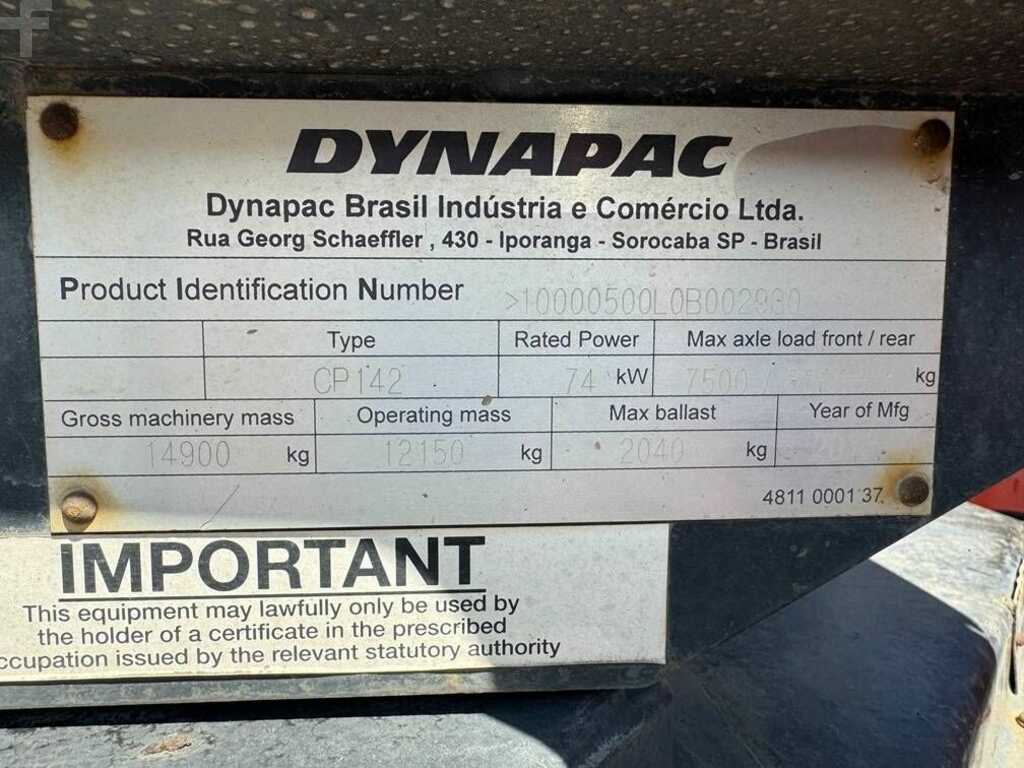 DYNAPAC
Dynapac Brasil Indústria e Comércio Ltda.
Rua Georg Schaeffler , 430 - Iporanga - Sorocaba SP - Brasil
Product Identification Number
Type Rated Power Max axle load front / rear
CP142 74 kW 7500 / kg
Gross machinery mass Operating mass Max ballast Year of Mfg
14900 kg 12150 kg 2040 kg
4811 0001 37
IMPORTANT
This equipment may lawfully only be used by
the holder of a certificate in the prescribed
ccupation issued by the relevant statutory authority